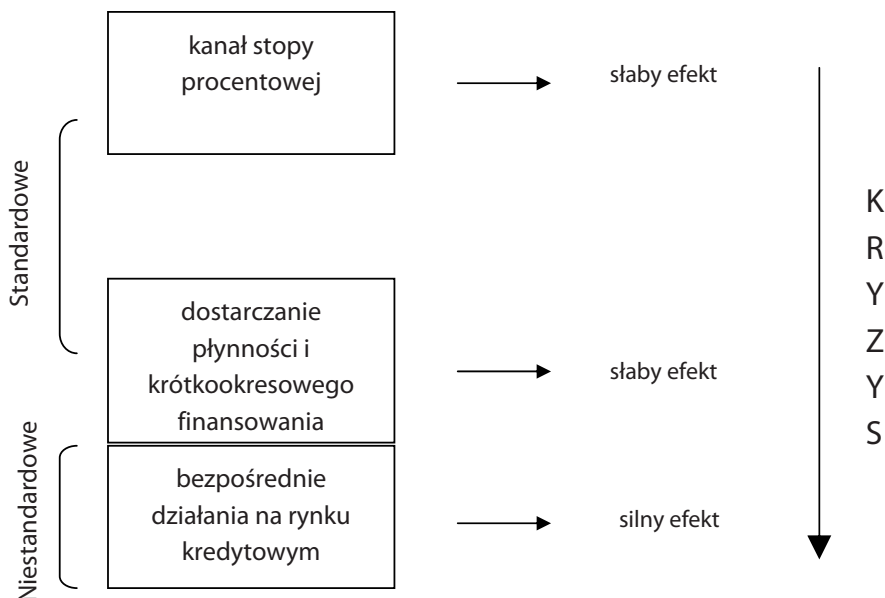 kanał stopy
procentowej
słaby efekt
Standardowe
dostarczanie
płynności i
krótkookresowego
finansowania
słaby efekt
Niestandardowe
bezpośrednie
działania na rynku
kredytowym
silny efekt
K
R
Y
Z
Y
S